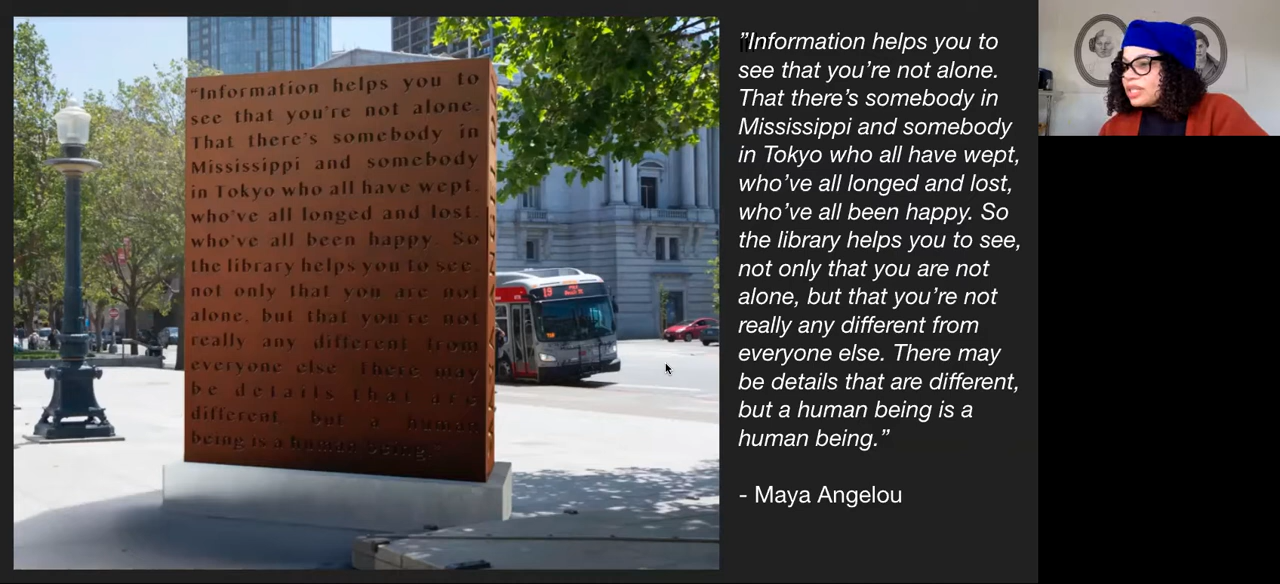 "Information helps you to
see that you're not alone.
That there's somebody in
Mississippi and somebody
in Tokyo who all have wept,
who've all longed and lost,
who've all been happy. So
the library helps you to see,
not only that you are not
alone, but that you're not
really any different from
everyone else. There may
be details that are
different, but a human
being is a human being."
19
”Information helps you to
see that you’re not alone.
That there’s somebody in
Mississippi and somebody
in Tokyo who all have wept,
who’ve all longed and lost,
who’ve all been happy. So
the library helps you to see,
not only that you are not
alone, but that you’re not
really any different from
everyone else. There may
be details that are different,
but a human being is a
human being.”
- Maya Angelou